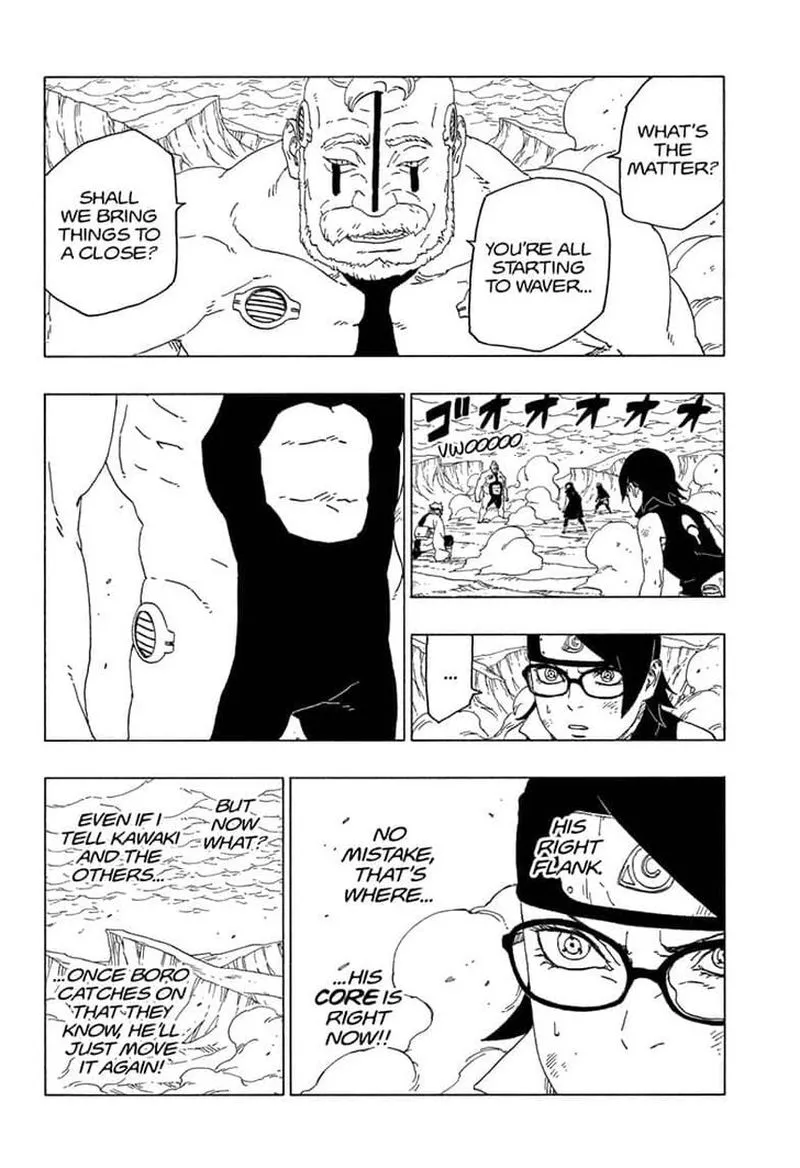 WHAT'S
THE
MATTER?
YOU'RE ALL
STARTING
TO WAVER...
SHALL
WE BRING
THINGS TO
A CLOSE?
ゴオオオオオ
VWOOOOO
...
HIS
RIGHT
FLANK.
NO
MISTAKE,
THAT'S
WHERE...
...HIS
CORE IS
RIGHT
NOW!!
BUT
NOW
WHAT?
EVEN IF I
TELL KAWAKI
AND THE
OTHERS...
...ONCE BORO
CATCHES ON
THAT THEY
KNOW, HE'LL
JUST MOVE
IT AGAIN!